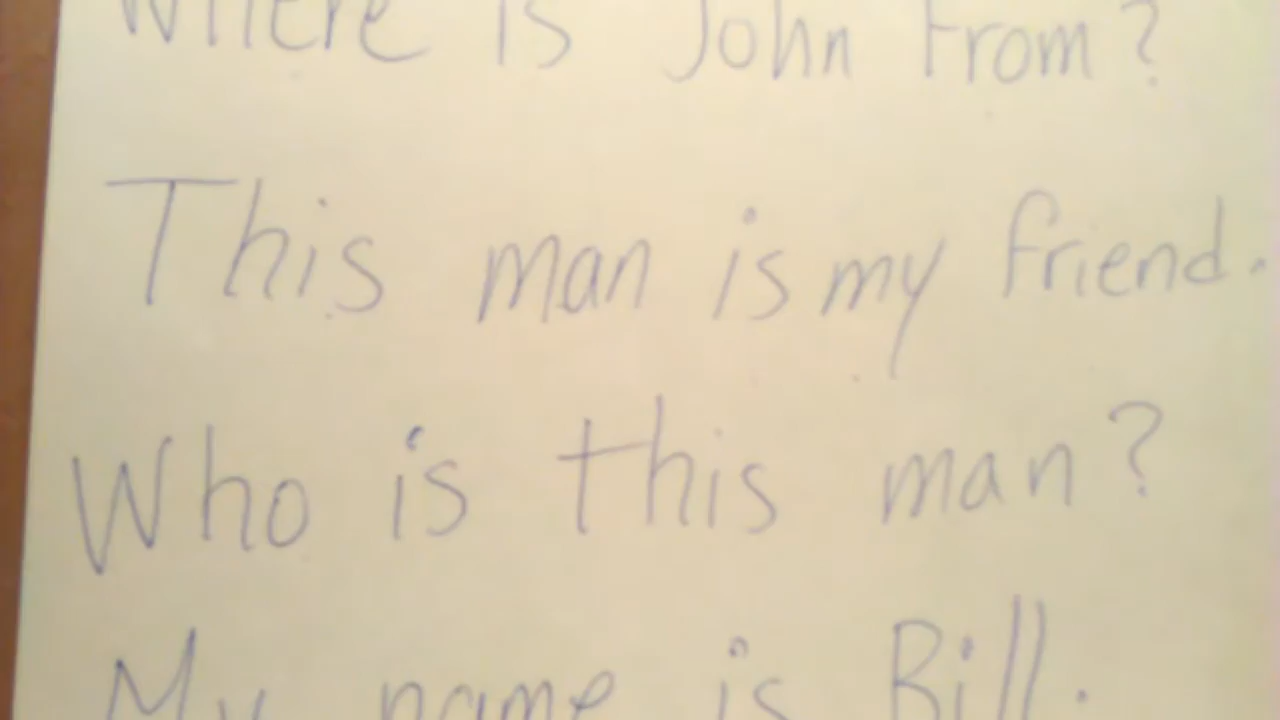 Where is John from?
This man is my friend.
Who is this man?
My name is Bill.